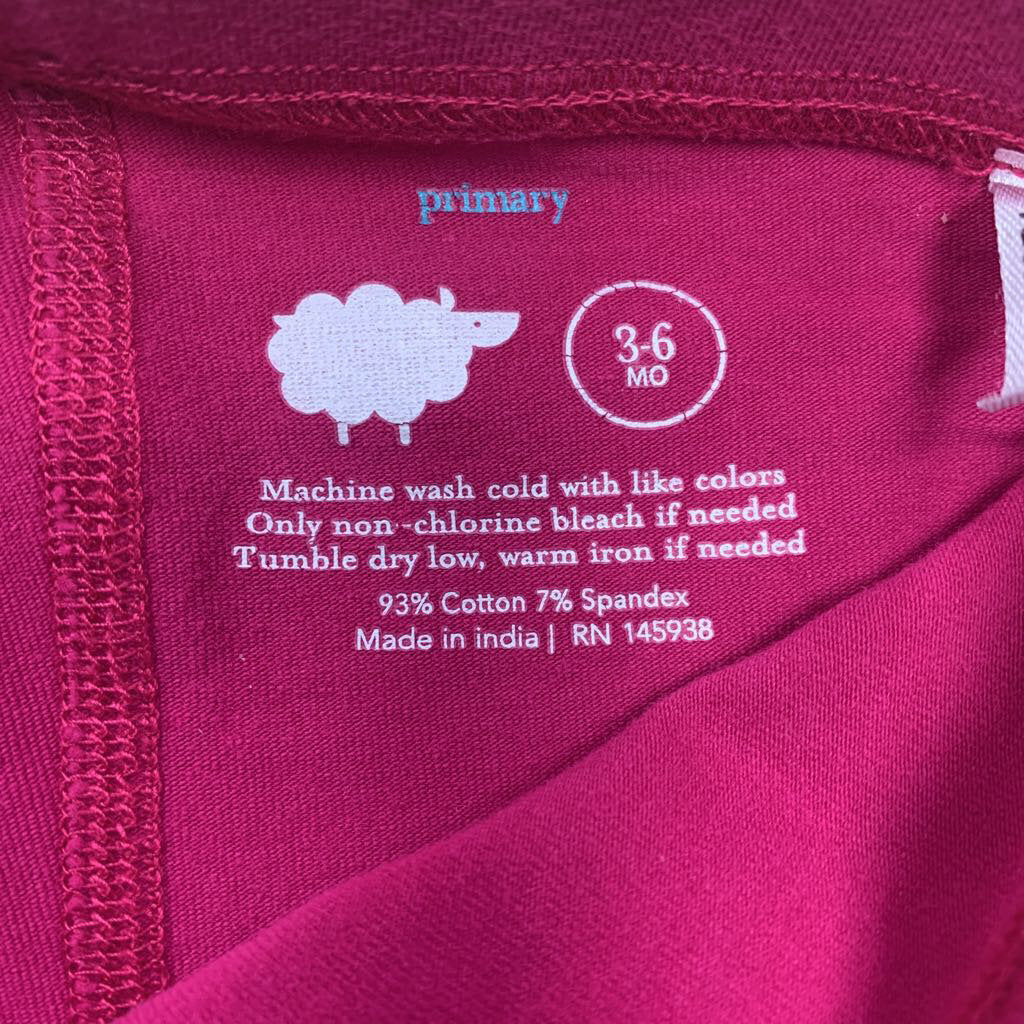 primary
3-6
MO
Machine wash cold with like colors
Only non-chlorine bleach if needed
Tumble dry low, warm iron if needed
93% Cotton 7% Spandex
Made in india | RN 145938